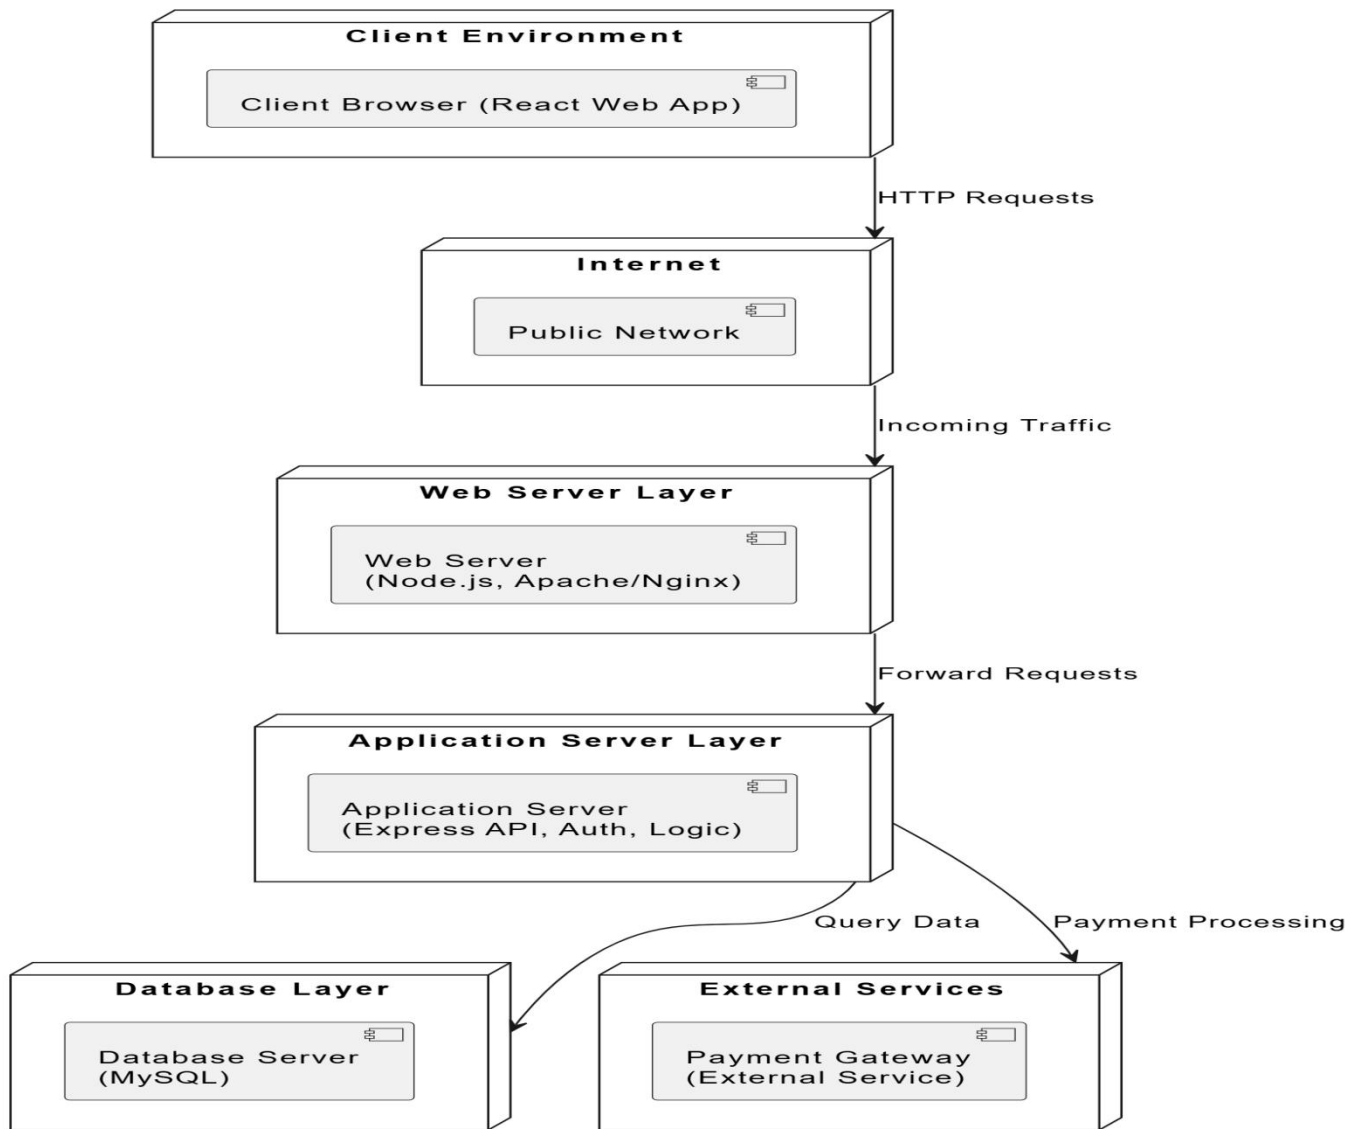 Client Environment
Client Browser (React Web App)
HTTP Requests
Internet
Public Network
Incoming Traffic
Web Server Layer
Web Server
(Node.js, Apache/Nginx)
Forward Requests
Application Server Layer
Application Server
(Express API, Auth, Logic)
Query Data
Payment Processing
Database Layer
Database Server
(MySQL)
External Services
Payment Gateway
(External Service)